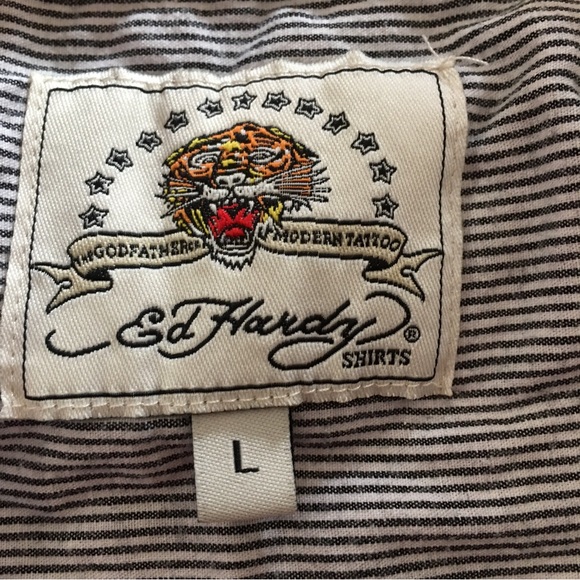 THE GODFATHER OF MODERN TATTOO
Ed Hardy ®
SHIRTS
L